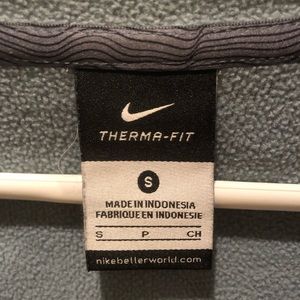 THERMA-FIT
S
MADE IN INDONESIA
FABRIQUE EN INDONESIE
S P CH
nikebetterworld.com